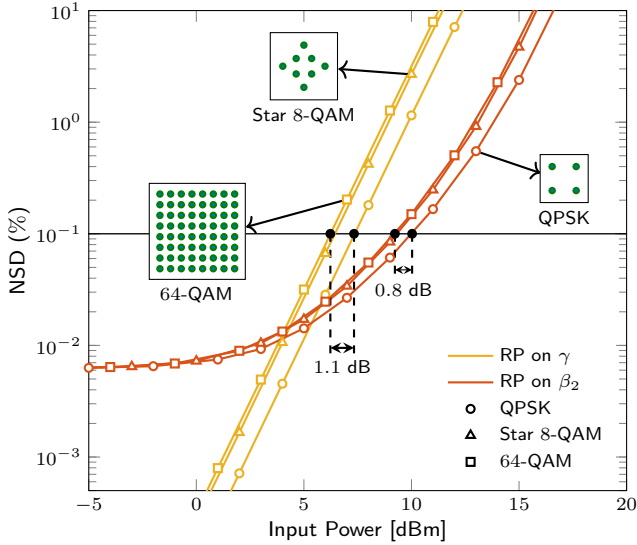 10^1
10^0
10^{-1}
10^{-2}
10^{-3}
NSD (%)
Star 8-QAM
64-QAM
QPSK
0.8 dB
1.1 dB
RP on γ
RP on β_2
QPSK
Star 8-QAM
64-QAM
−5 0 5 10 15 20
Input Power [dBm]